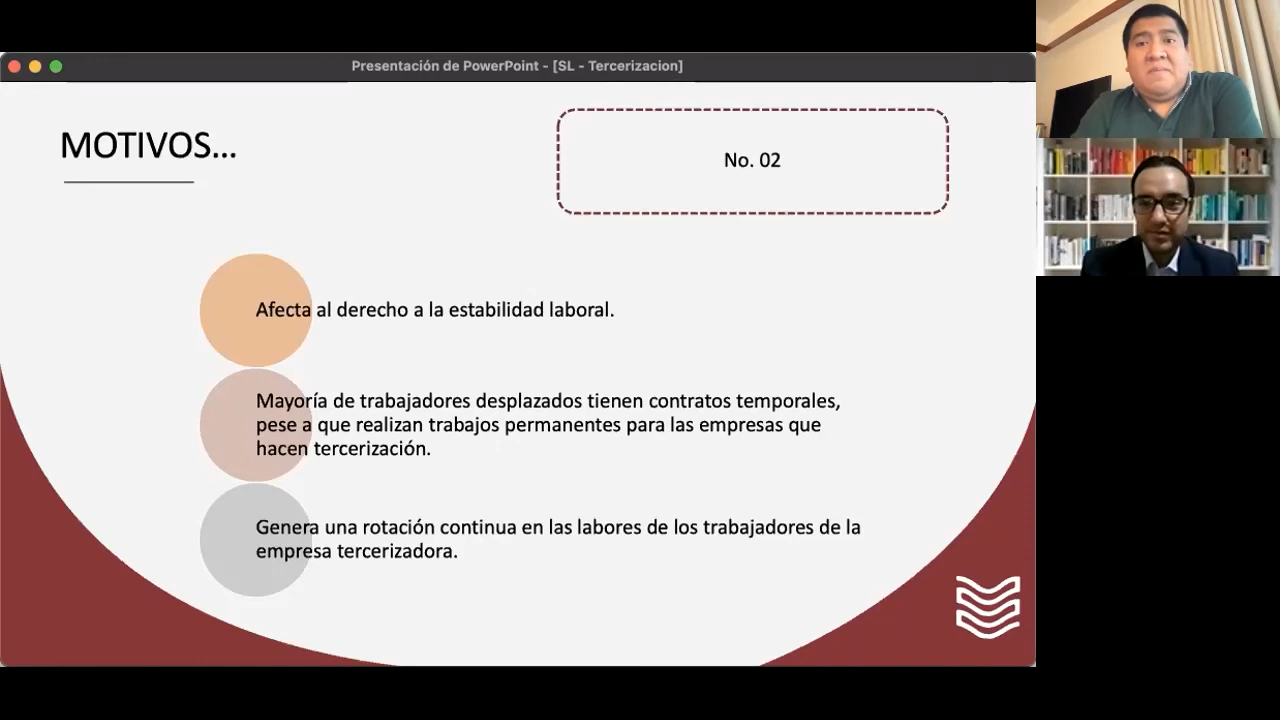 Presentación de PowerPoint - [SL - Tercerizacion]
MOTIVOS...
No. 02
Afecta al derecho a la estabilidad laboral.
Mayoría de trabajadores desplazados tienen contratos temporales,
pese a que realizan trabajos permanentes para las empresas que
hacen tercerización.
Genera una rotación continua en las labores de los trabajadores de la
empresa tercerizadora.